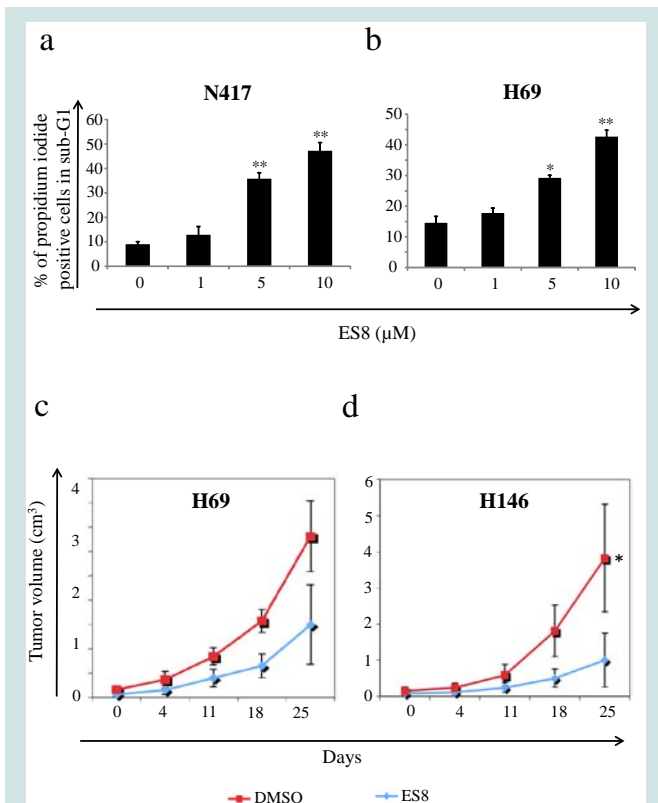 a
b
N417
H69
% of propidium iodide
positive cells in sub-G1
60
50
40
30
20
10
0
**
**
0 1 5 10
50
40
30
20
10
0
*
**
0 1 5 10
ES8 (µM)
c
d
Tumor volume (cm³)
H69
4
3
2
1
0
0 4 11 18 25
H146
6
5
4
3
2
1
0
*
0 4 11 18 25
Days
DMSO
ES8